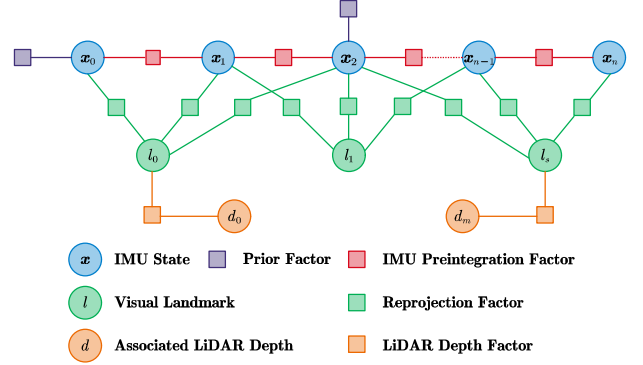 x₀ x₁ x₂ xₙ₋₁ xₙ
l₀ l₁ lₛ
d₀ dₘ
x IMU State Prior Factor IMU Preintegration Factor
l Visual Landmark Reprojection Factor
d Associated LiDAR Depth LiDAR Depth Factor